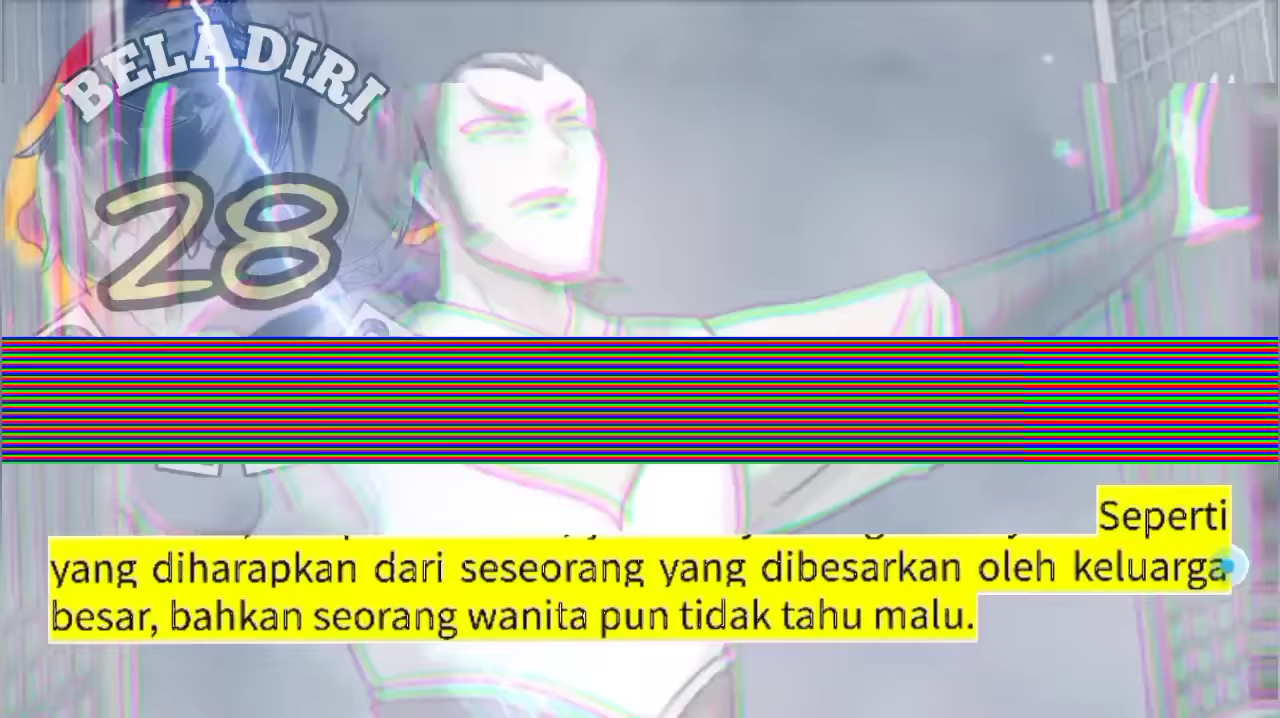 BELADIRI
28
Seperti
yang diharapkan dari seseorang yang dibesarkan oleh keluarga
besar, bahkan seorang wanita pun tidak tahu malu.